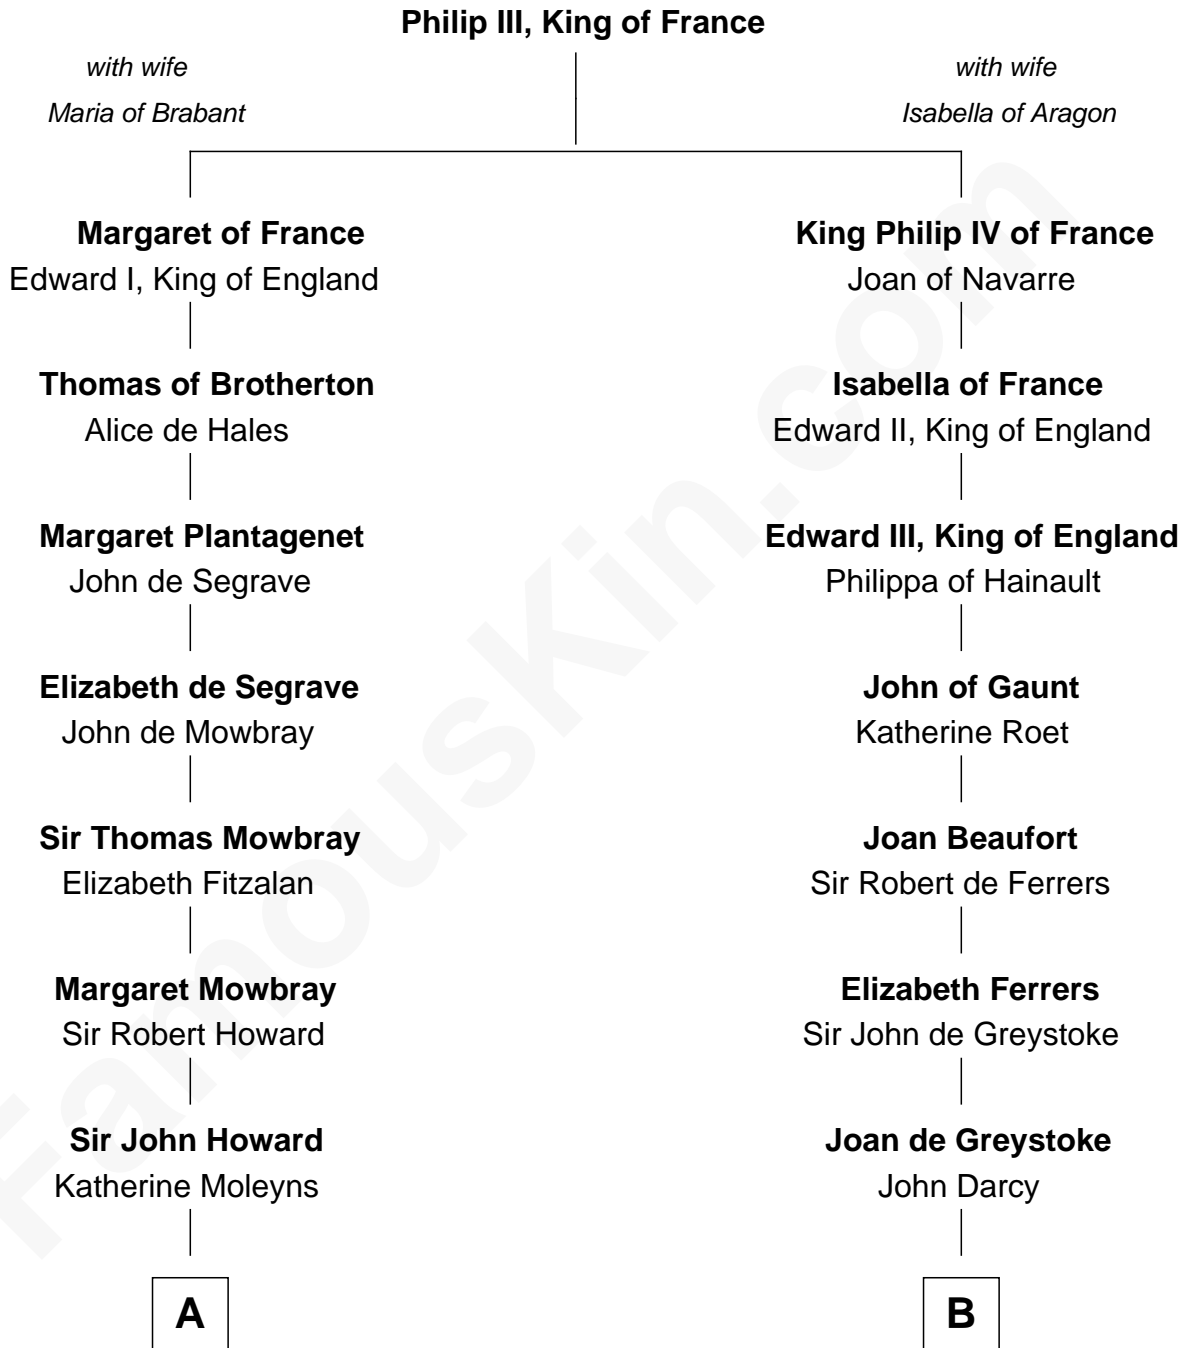 Philip III, King of France
with wife
Maria of Brabant
with wife
Isabella of Aragon
Margaret of France
Edward I, King of England
Thomas of Brotherton
Alice de Hales
Margaret Plantagenet
John de Segrave
Elizabeth de Segrave
John de Mowbray
Sir Thomas Mowbray
Elizabeth Fitzalan
Margaret Mowbray
Sir Robert Howard
Sir John Howard
Katherine Moleyns
A
King Philip IV of France
Joan of Navarre
Isabella of France
Edward II, King of England
Edward III, King of England
Philippa of Hainault
John of Gaunt
Katherine Roet
Joan Beaufort
Sir Robert de Ferrers
Elizabeth Ferrers
Sir John de Greystoke
Joan de Greystoke
John Darcy
B
FamousKin.com